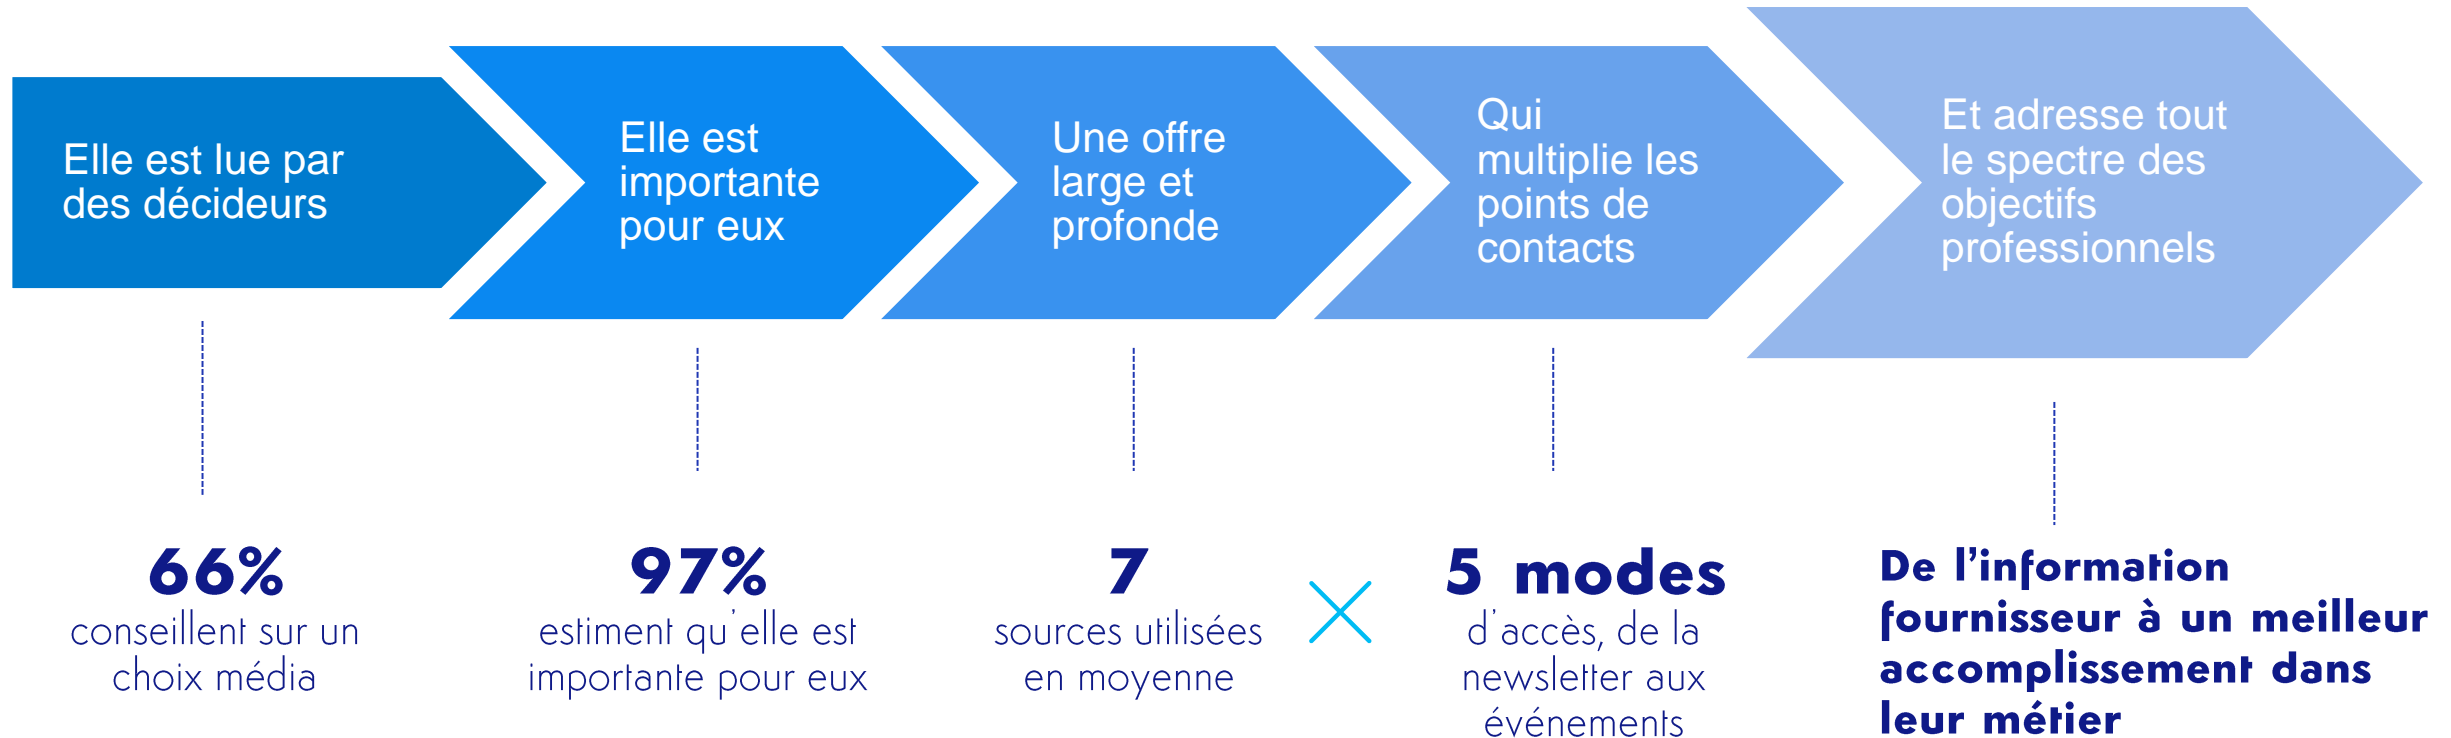 Elle est lue par
des décideurs
Elle est
importante
pour eux
Une offre
large et
profonde
Qui
multiplie les
points de
contacts
Et adresse tout
le spectre des
objectifs
professionnels
66%
conseillent sur un
choix média
97%
estiment qu'elle est
importante pour eux
7
sources utilisées
en moyenne
5 modes
d'accès, de la
newsletter aux
événements
De l’information
fournisseur à un meilleur
accomplissement dans
leur métier